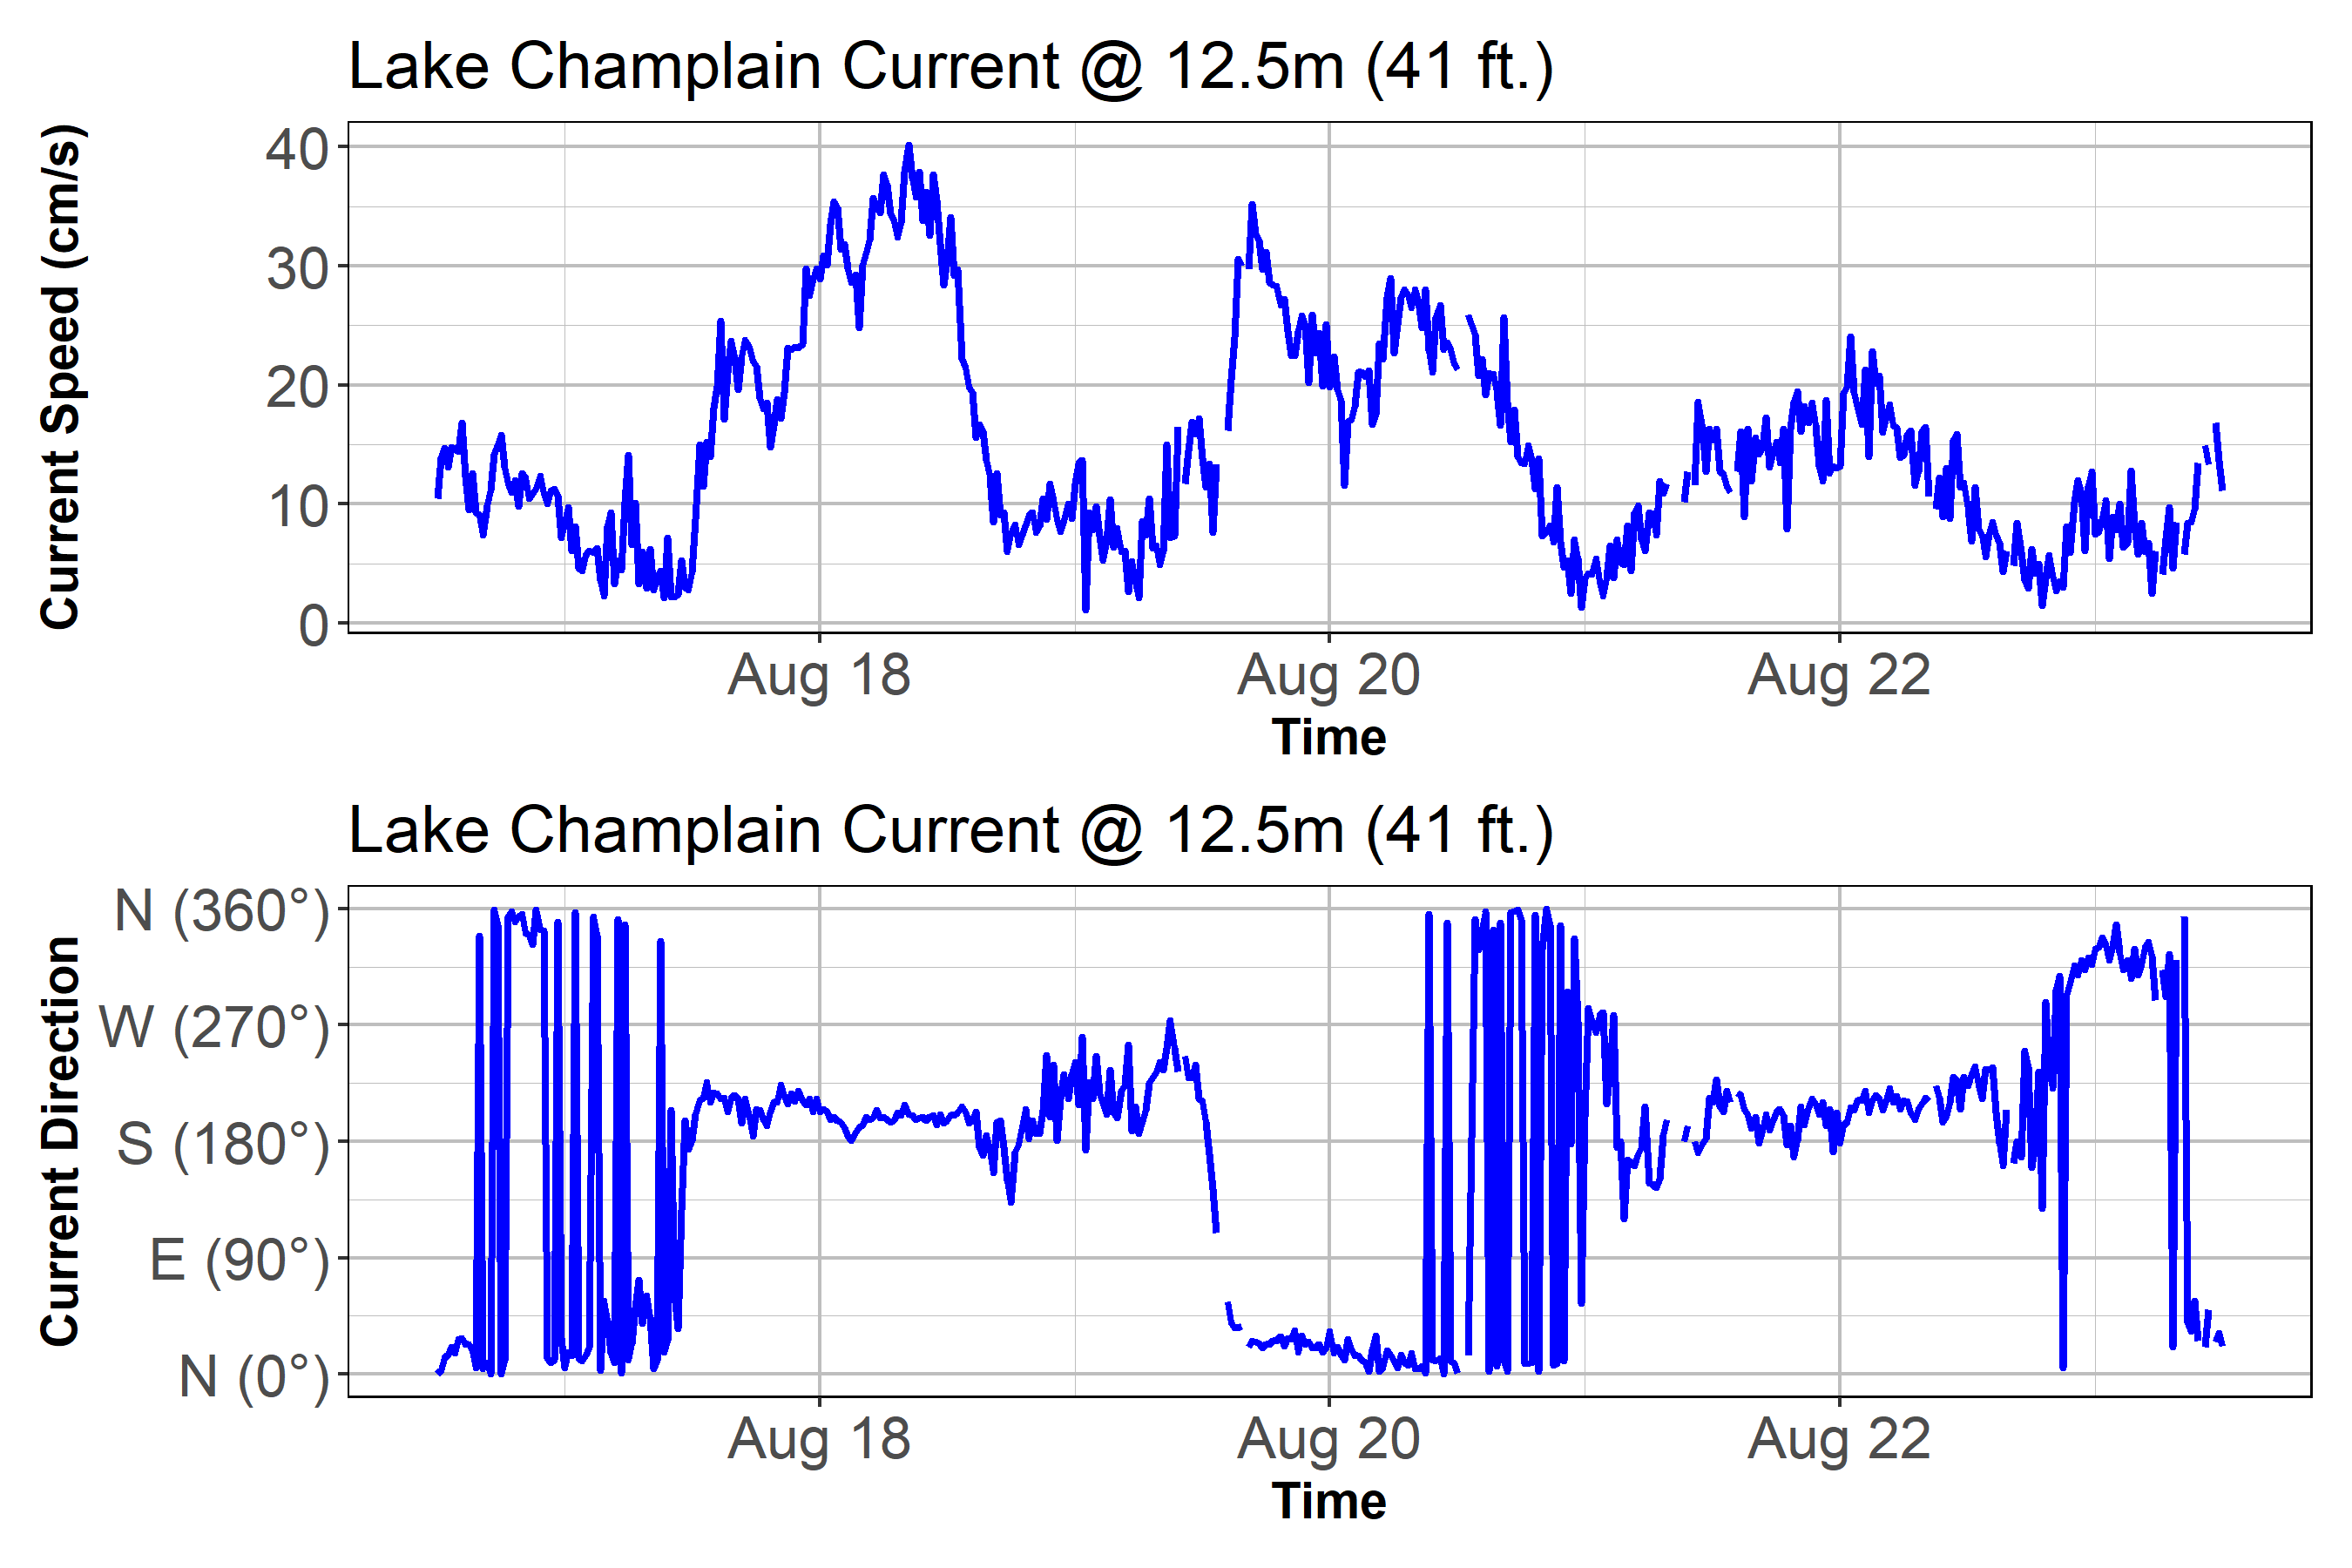 Lake Champlain Current @ 12.5m (41 ft.)
Current Speed (cm/s)
40
30
20
10
0
Aug 18 Aug 20 Aug 22
Time
Lake Champlain Current @ 12.5m (41 ft.)
Current Direction
N (360°)
W (270°)
S (180°)
E (90°)
N (0°)
Aug 18 Aug 20 Aug 22
Time